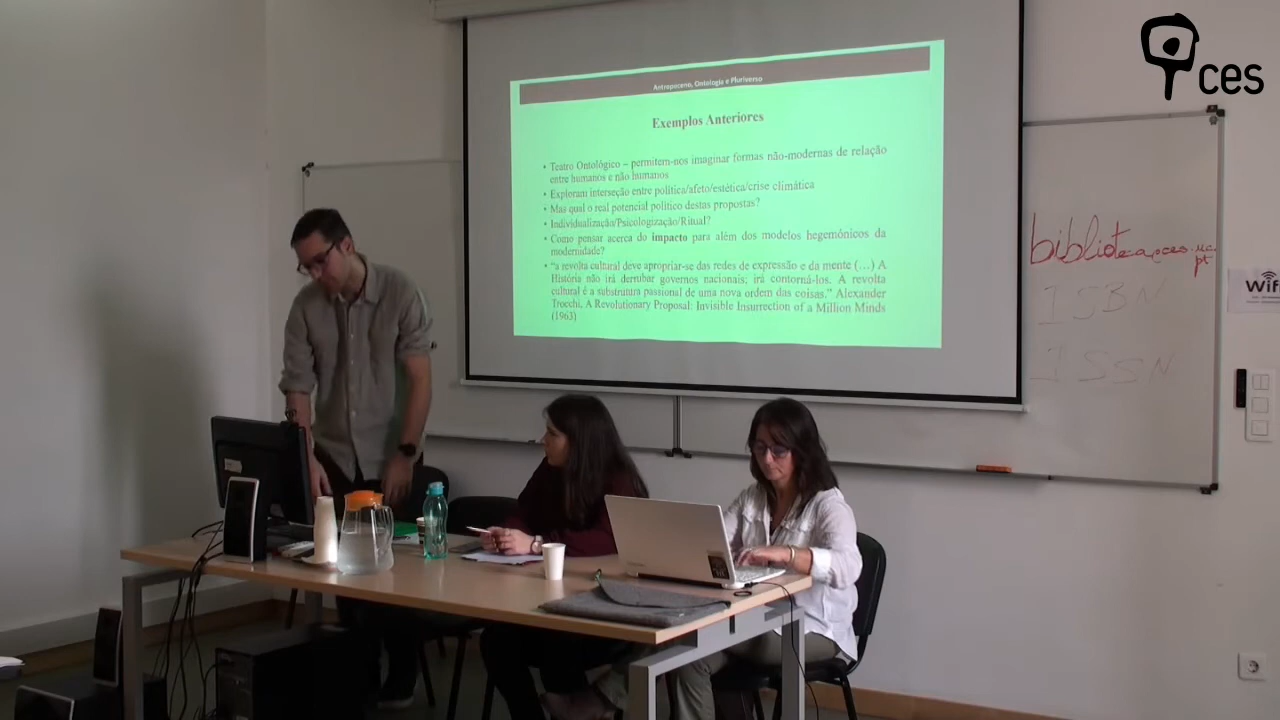 ces
Antropoceno, Ontologia e Pluriverso
Exemplos Anteriores
• Teatro Ontológico – permitem-nos imaginar formas não-modernas de relação
entre humanos e não humanos
• Exploram interseção entre política/afeto/estética/crise climática
• Mas qual o real potencial político destas propostas?
• Individualização/Psicologização/Ritual?
• Como pensar acerca do impacto para além dos modelos hegemónicos da
modernidade?
• “a revolta cultural deve apropriar-se das redes de expressão e da mente (…) A
História não irá derrubar governos nacionais; irá contorná-los. A revolta
cultural é a substrutura passional de uma nova ordem das coisas.” Alexander
Trocchi, A Revolutionary Proposal: Invisible Insurrection of a Million Minds
(1963)
biblioteca.ces.uc.
pt
ISBN
ISSN
WiFi